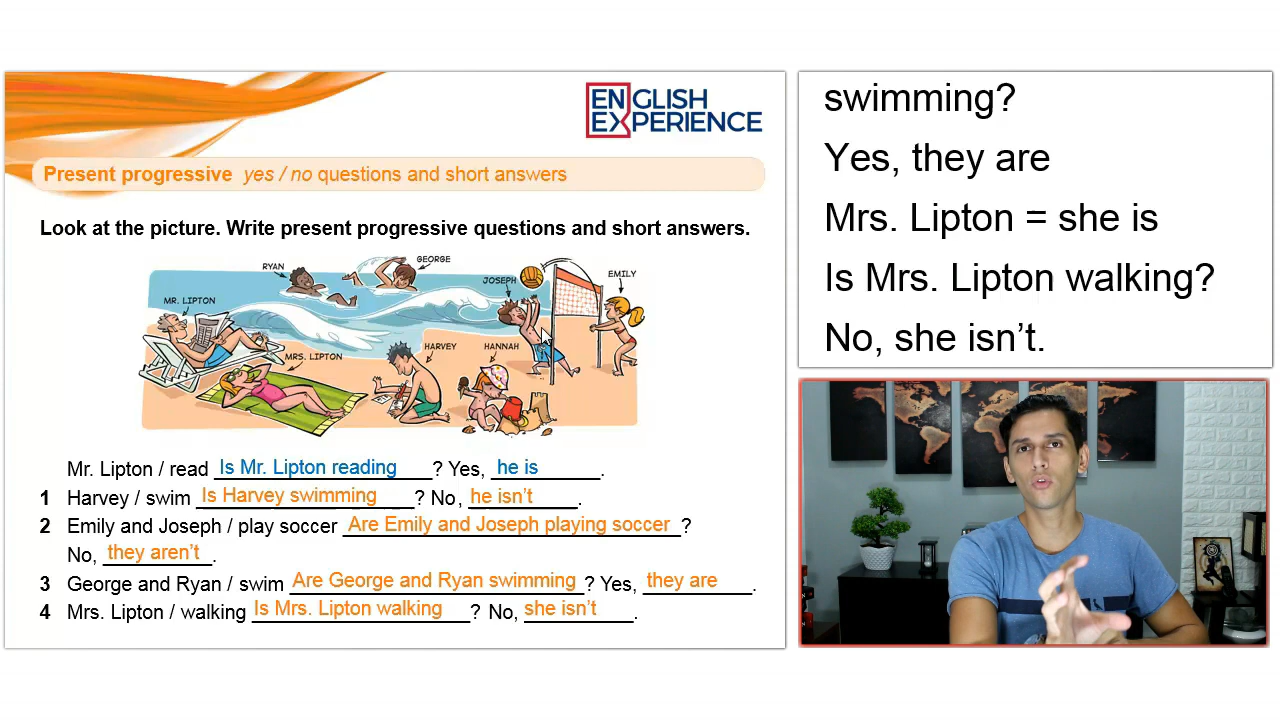 ENGLISH
EXPERIENCE
Present progressive yes / no questions and short answers
Look at the picture. Write present progressive questions and short answers.
RYAN
GEORGE
JOSEPH
EMILY
MR. LIPTON
MRS. LIPTON
HARVEY
HANNAH
Mr. Lipton / read Is Mr. Lipton reading ? Yes, he is .
1 Harvey / swim Is Harvey swimming ? No, he isn't .
2 Emily and Joseph / play soccer Are Emily and Joseph playing soccer ?
No, they aren't .
3 George and Ryan / swim Are George and Ryan swimming ? Yes, they are .
4 Mrs. Lipton / walking Is Mrs. Lipton walking ? No, she isn't .
swimming?
Yes, they are
Mrs. Lipton = she is
Is Mrs. Lipton walking?
No, she isn’t.